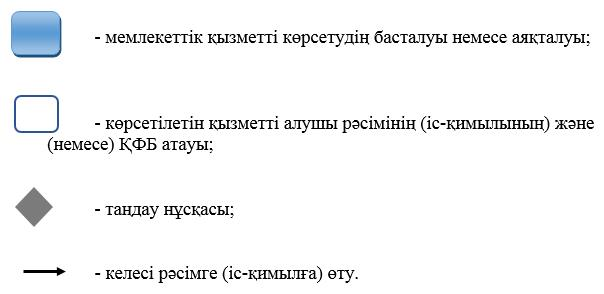 - мемлекеттік қызметті көрсетудің басталуы немесе аяқталуы;
- көрсетілетін қызметті алушы рәсімінің (іс-қимылының) және
(немесе) ҚФБ атауы;
- таңдау нұсқасы;
- келесі рәсімге (іс-қимылға) өту.